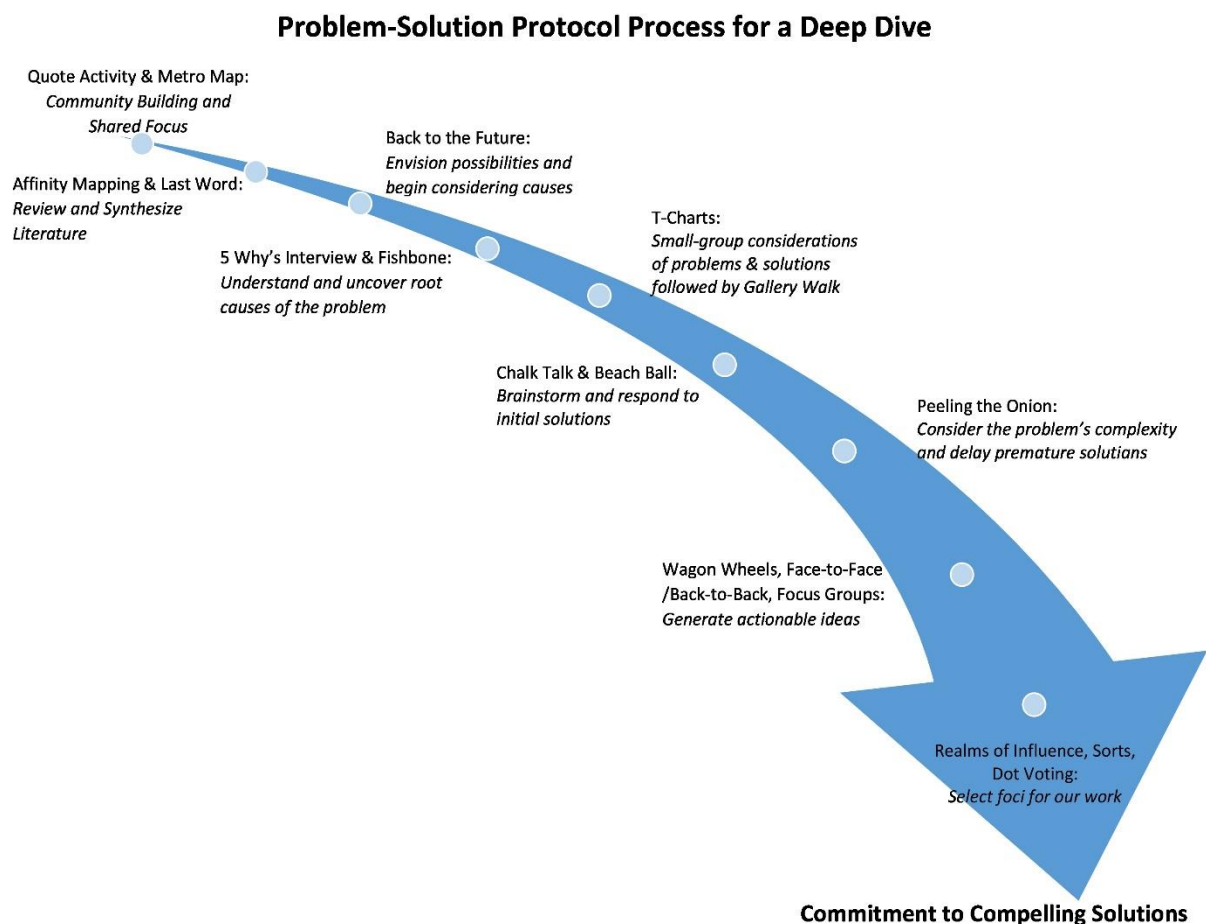 Problem-Solution Protocol Process for a Deep Dive
Quote Activity & Metro Map:
Community Building and
Shared Focus
Affinity Mapping & Last Word:
Review and Synthesize
Literature
Back to the Future:
Envision possibilities and
begin considering causes
5 Why's Interview & Fishbone:
Understand and uncover root
causes of the problem
T-Charts:
Small-group considerations
of problems & solutions
followed by Gallery Walk
Chalk Talk & Beach Ball:
Brainstorm and respond to
initial solutions
Peeling the Onion:
Consider the problem's complexity
and delay premature solutians
Wagon Wheels, Face-to-Face
/Back-to-Back, Focus Groups:
Generate actionable ideas
Realms of Influence, Sorts,
Dot Voting:
Select foci for our work
Commitment to Compelling Solutions